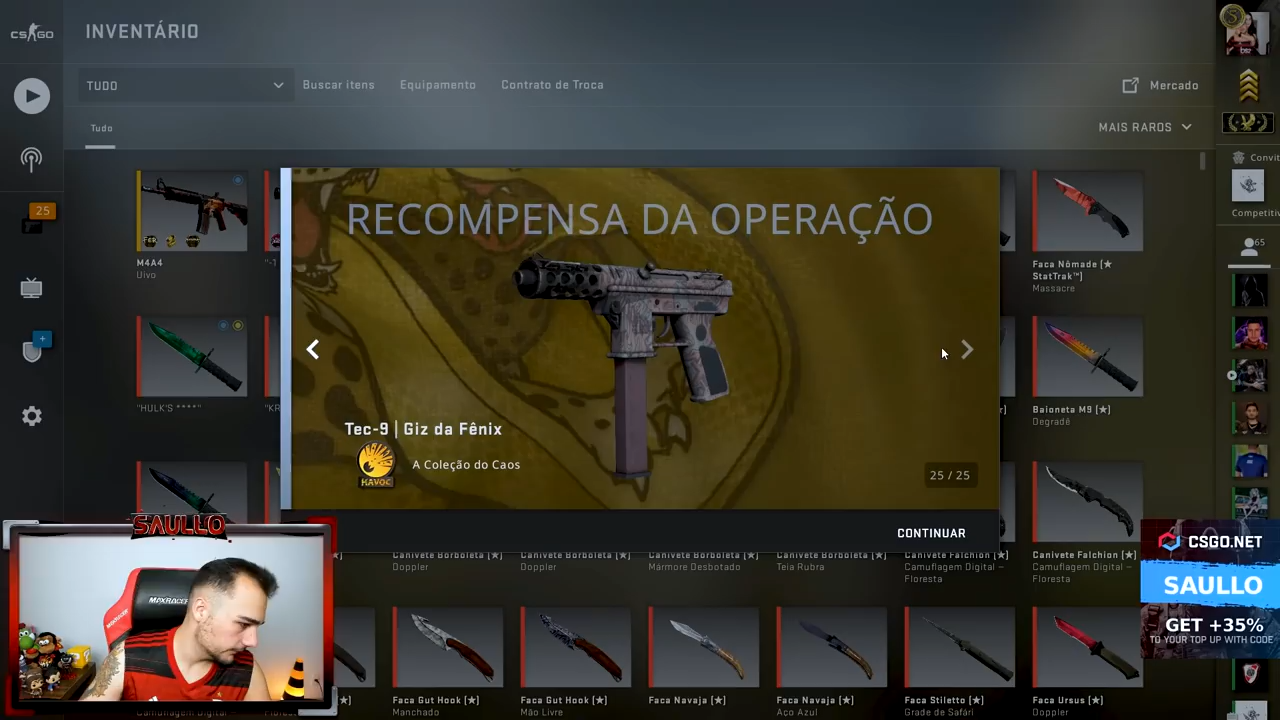 CS:GO
INVENTÁRIO
TUDO
Buscar itens
Equipamento
Contrato de Troca
Mercado
Tudo
MAIS RAROS
25
Competitiv
65
M4A4
Uivo
"HULK'S ****"
Faca Nômade (★
StatTrak™)
Massacre
Baioneta M9 (★)
Degradê
RECOMPENSA DA OPERAÇÃO
Tec-9 | Giz da Fênix
HAVOC
A Coleção do Caos
25 / 25
CONTINUAR
Canivete Borboleta (★)
Doppler
Canivete Borboleta (★)
Doppler
Canivete Borboleta (★)
Mármore Desbotado
Canivete Borboleta (★)
Teia Rubra
Canivete Falchion (★)
Camuflagem Digital –
Floresta
Canivete Falchion (★)
Camuflagem Digital –
Floresta
Faca Gut Hook (★)
Manchado
Faca Gut Hook (★)
Mão Livre
Faca Navaja (★)
Faca Navaja (★)
Aço Azul
Faca Stiletto (★)
Grade de Safári
Faca Ursus (★)
Doppler
SAULLO
MAXRACER
CSGO.NET
SAULLO
GET +35%
TO YOUR TOP UP WITH CODE